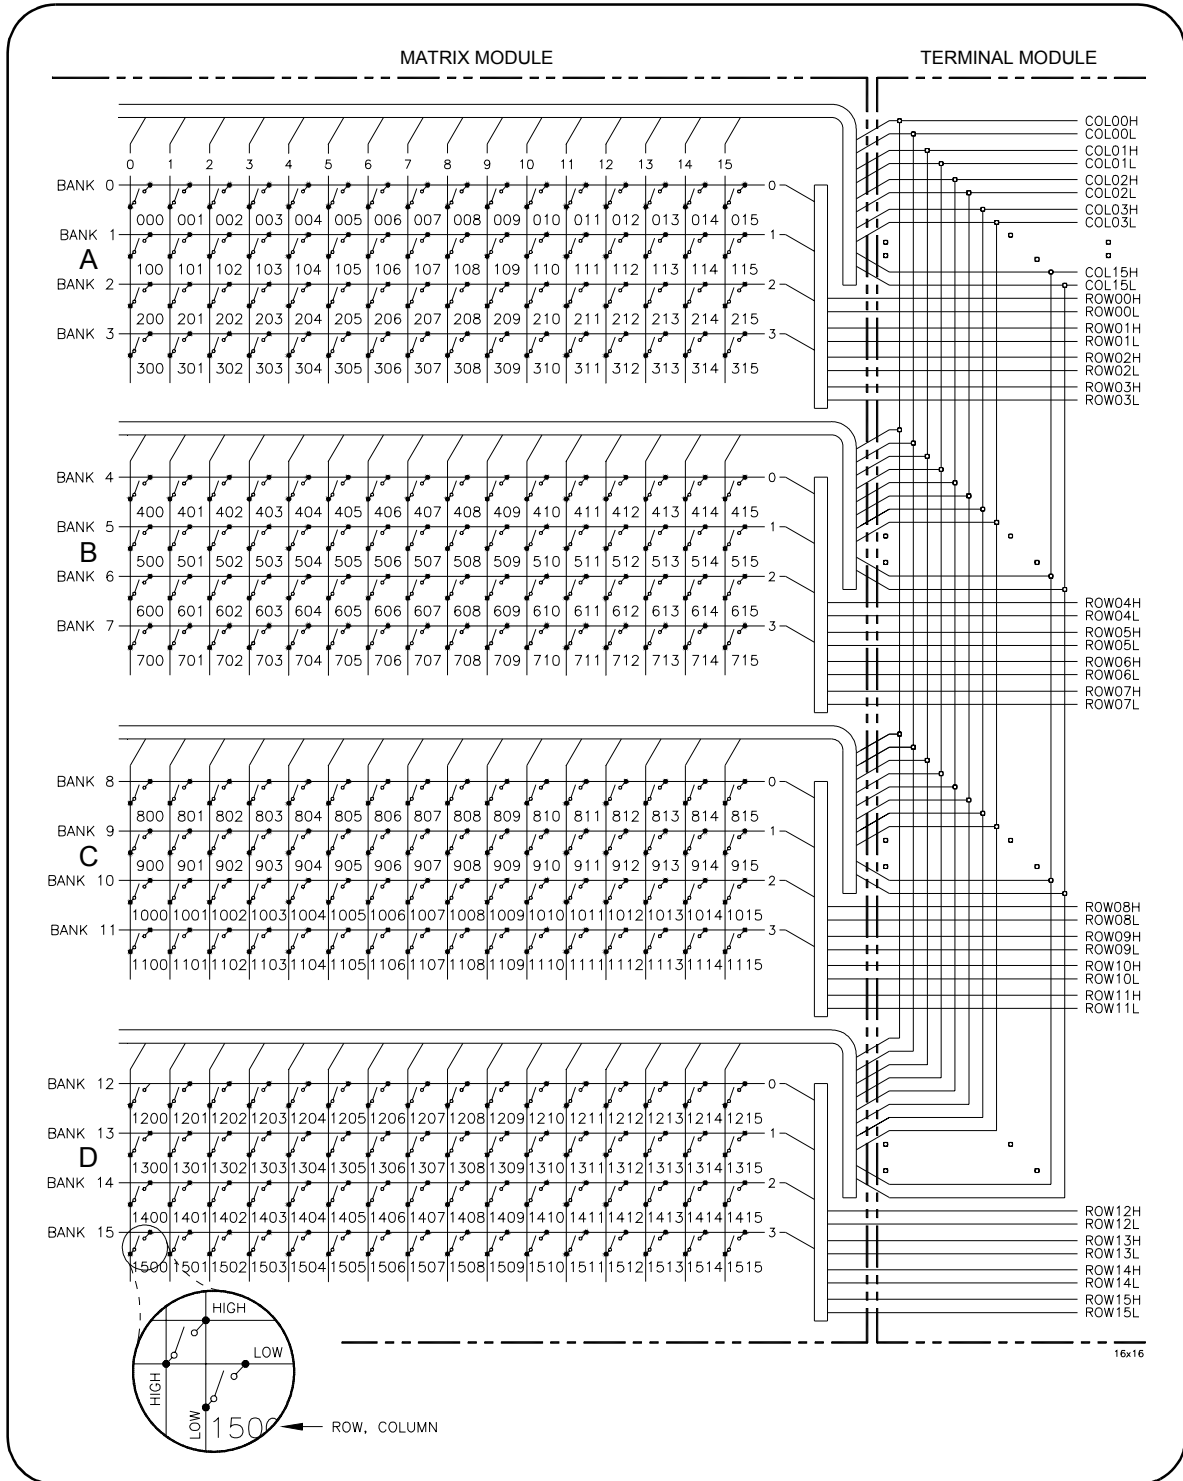 MATRIX MODULE TERMINAL MODULE
COL00H
COL00L
COL01H
COL01L
COL02H
COL02L
COL03H
COL03L
COL15H
COL15L
ROW00H
ROW00L
ROW01H
ROW01L
ROW02H
ROW02L
ROW03H
ROW03L
0 1 2 3 4 5 6 7 8 9 10 11 12 13 14 15
BANK 0 0
000 001 002 003 004 005 006 007 008 009 010 011 012 013 014 015
BANK 1 1
A
100 101 102 103 104 105 106 107 108 109 110 111 112 113 114 115
BANK 2 2
200 201 202 203 204 205 206 207 208 209 210 211 212 213 214 215
BANK 3 3
300 301 302 303 304 305 306 307 308 309 310 311 312 313 314 315
BANK 4 0
400 401 402 403 404 405 406 407 408 409 410 411 412 413 414 415
BANK 5 1
B
500 501 502 503 504 505 506 507 508 509 510 511 512 513 514 515
BANK 6 2
600 601 602 603 604 605 606 607 608 609 610 611 612 613 614 615
BANK 7 3
700 701 702 703 704 705 706 707 708 709 710 711 712 713 714 715
ROW04H
ROW04L
ROW05H
ROW05L
ROW06H
ROW06L
ROW07H
ROW07L
BANK 8 0
800 801 802 803 804 805 806 807 808 809 810 811 812 813 814 815
BANK 9 1
C
900 901 902 903 904 905 906 907 908 909 910 911 912 913 914 915
BANK 10 2
1000 1001 1002 1003 1004 1005 1006 1007 1008 1009 1010 1011 1012 1013 1014 1015
BANK 11 3
1100 1101 1102 1103 1104 1105 1106 1107 1108 1109 1110 1111 1112 1113 1114 1115
ROW08H
ROW08L
ROW09H
ROW09L
ROW10H
ROW10L
ROW11H
ROW11L
BANK 12 0
1200 1201 1202 1203 1204 1205 1206 1207 1208 1209 1210 1211 1212 1213 1214 1215
BANK 13 1
D
1300 1301 1302 1303 1304 1305 1306 1307 1308 1309 1310 1311 1312 1313 1314 1315
BANK 14 2
1400 1401 1402 1403 1404 1405 1406 1407 1408 1409 1410 1411 1412 1413 1414 1415
BANK 15 3
1500 1501 1502 1503 1504 1505 1506 1507 1508 1509 1510 1511 1512 1513 1514 1515
ROW12H
ROW12L
ROW13H
ROW13L
ROW14H
ROW14L
ROW15H
ROW15L
HIGH
LOW
HIGH
LOW
1500
ROW, COLUMN
16x16